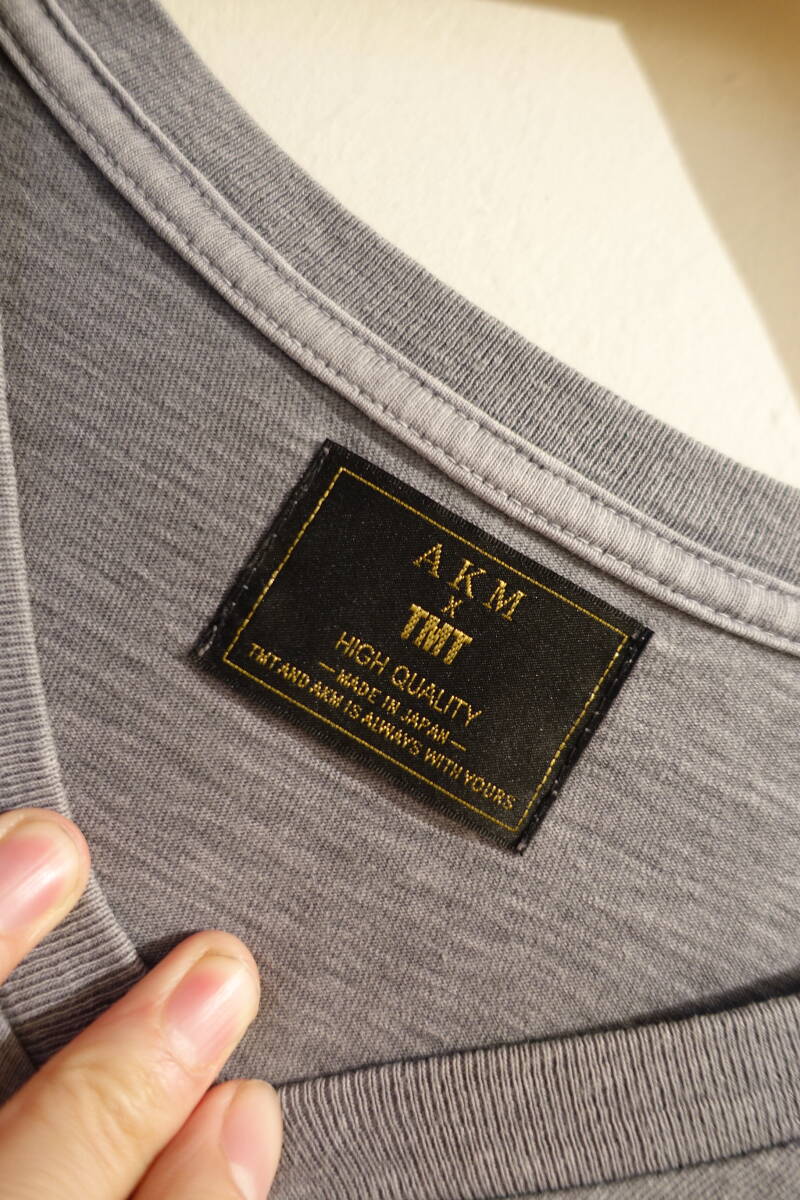 AKM
X
TMT
HIGH QUALITY
—MADE IN JAPAN—
TMT AND AKM IS ALWAYS WITH YOURS